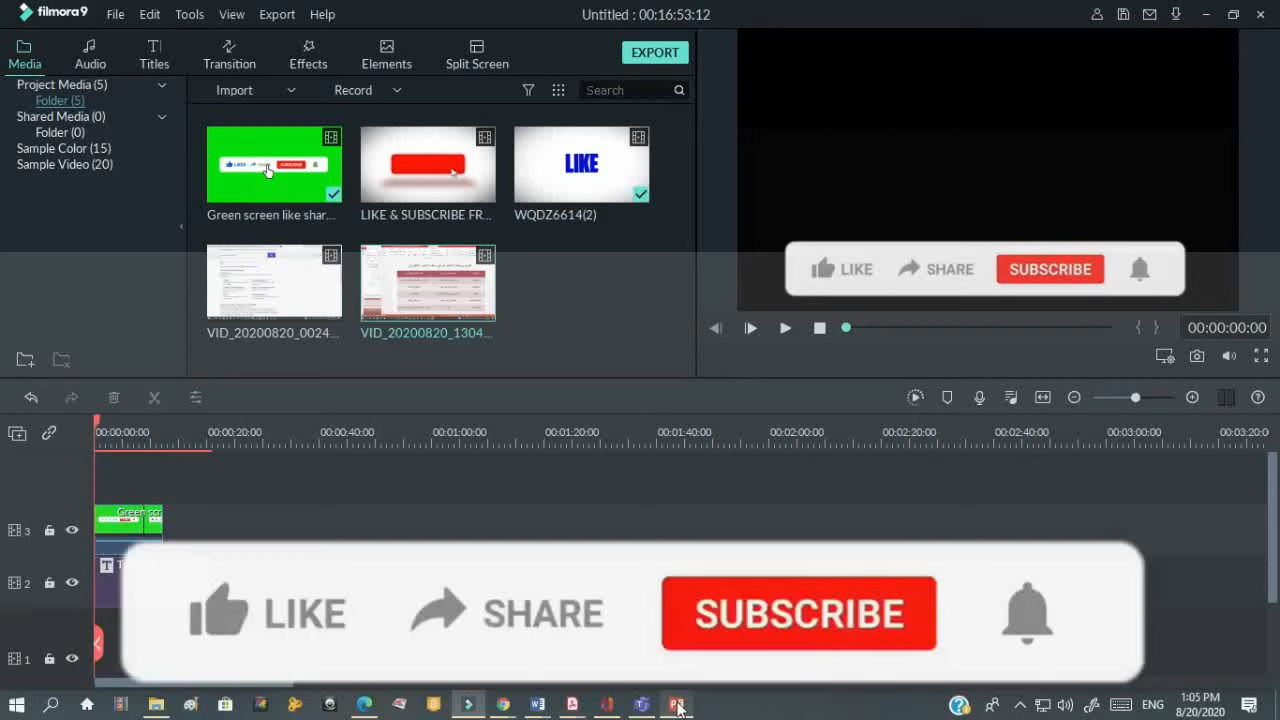 filmora9 File Edit Tools View Export Help Untitled : 00:16:53:12
Media Audio Titles Transition Effects Elements Split Screen EXPORT
Project Media (5)
Folder (5)
Shared Media (0)
Folder (0)
Sample Color (15)
Sample Video (20)
Import Record Search
LIKE SHARE SUBSCRIBE
LIKE
Green screen like shar... LIKE & SUBSCRIBE FR... WQDZ6614(2)
VID_20200820_0024... VID_20200820_1304...
LIKE SHARE SUBSCRIBE
00:00:00:00
00:00:00:00 00:00:20:00 00:00:40:00 00:01:00:00 00:01:20:00 00:01:40:00 00:02:00:00 00:02:20:00 00:02:40:00 00:03:00:00 00:03:20:0
3 Green scr
2 T
1
LIKE SHARE SUBSCRIBE
ENG 1:05 PM
8/20/2020